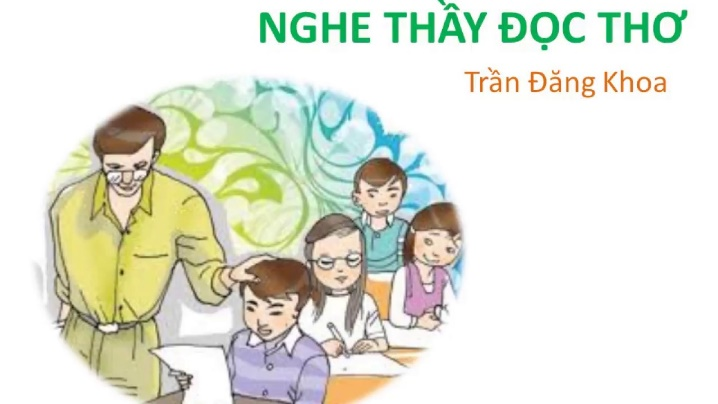 NGHE THẦY ĐỌC THƠ
Trần Đăng Khoa